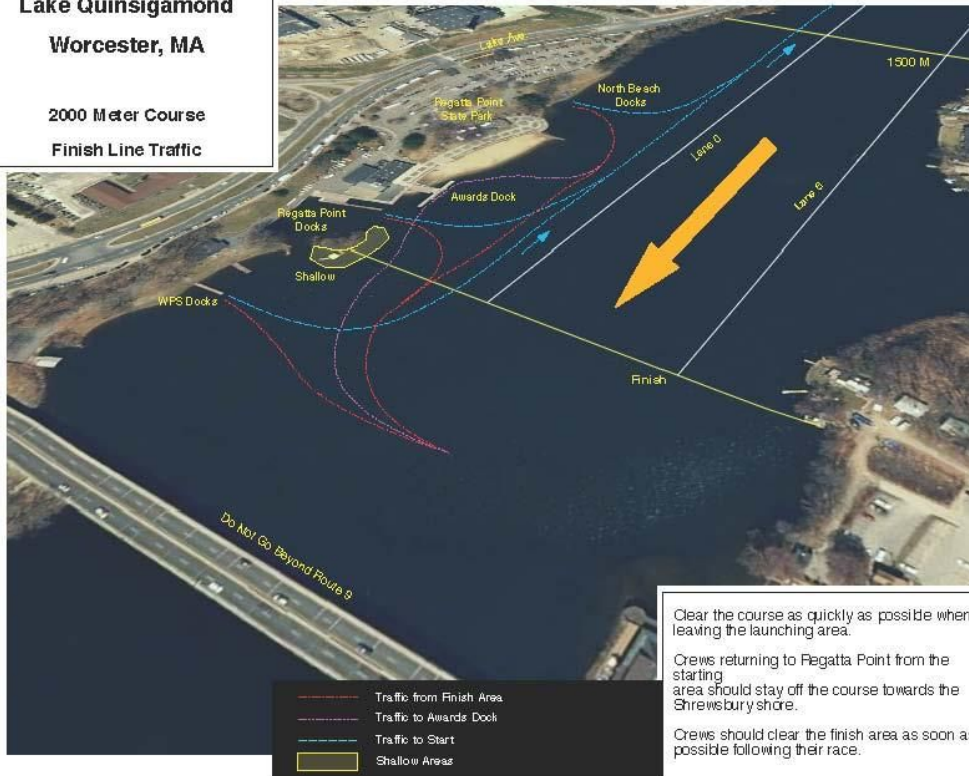 Lake Quinsigamond
Worcester, MA
2000 Meter Course
Finish Line Traffic
Lake Ave
1500 M
North Beach
Docks
Regatta Point
State Park
Lane 0
Lane 6
Awards Dock
Regatta Point
Docks
Shallow
WPS Docks
Finish
Do Not Go Beyond Route 9
Traffic from Finish Area
Traffic to Awards Dock
Traffic to Start
Shallow Areas
Clear the course as quickly as possible when
leaving the launching area.
Crews returning to Regatta Point from the
starting
area should stay off the course towards the
Shrewsbury shore.
Crews should clear the finish area as soon as
possible following their race.